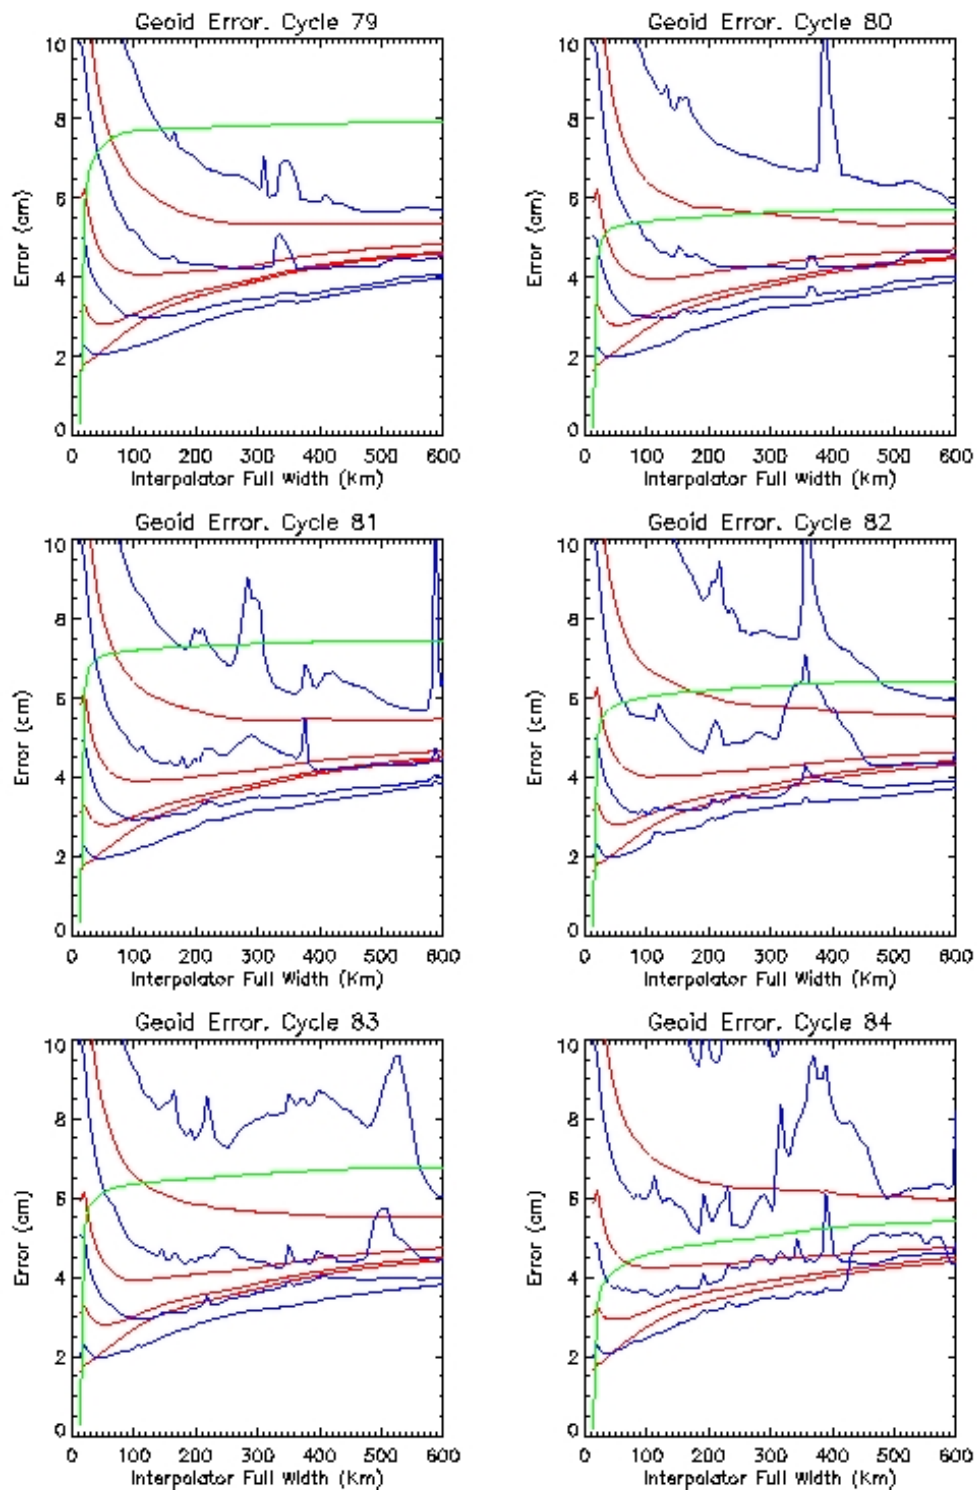 Geoid Error. Cycle 79
10
8
6
4
2
0
Error (cm)
0 100 200 300 400 500 600
Interpolator Full Width (Km)
Geoid Error. Cycle 80
10
8
6
4
2
0
Error (cm)
0 100 200 300 400 500 600
Interpolator Full Width (Km)
Geoid Error. Cycle 81
10
8
6
4
2
0
Error (cm)
0 100 200 300 400 500 600
Interpolator Full Width (Km)
Geoid Error. Cycle 82
10
8
6
4
2
0
Error (cm)
0 100 200 300 400 500 600
Interpolator Full Width (Km)
Geoid Error. Cycle 83
10
8
6
4
2
0
Error (cm)
0 100 200 300 400 500 600
Interpolator Full Width (Km)
Geoid Error. Cycle 84
10
8
6
4
2
0
Error (cm)
0 100 200 300 400 500 600
Interpolator Full Width (Km)